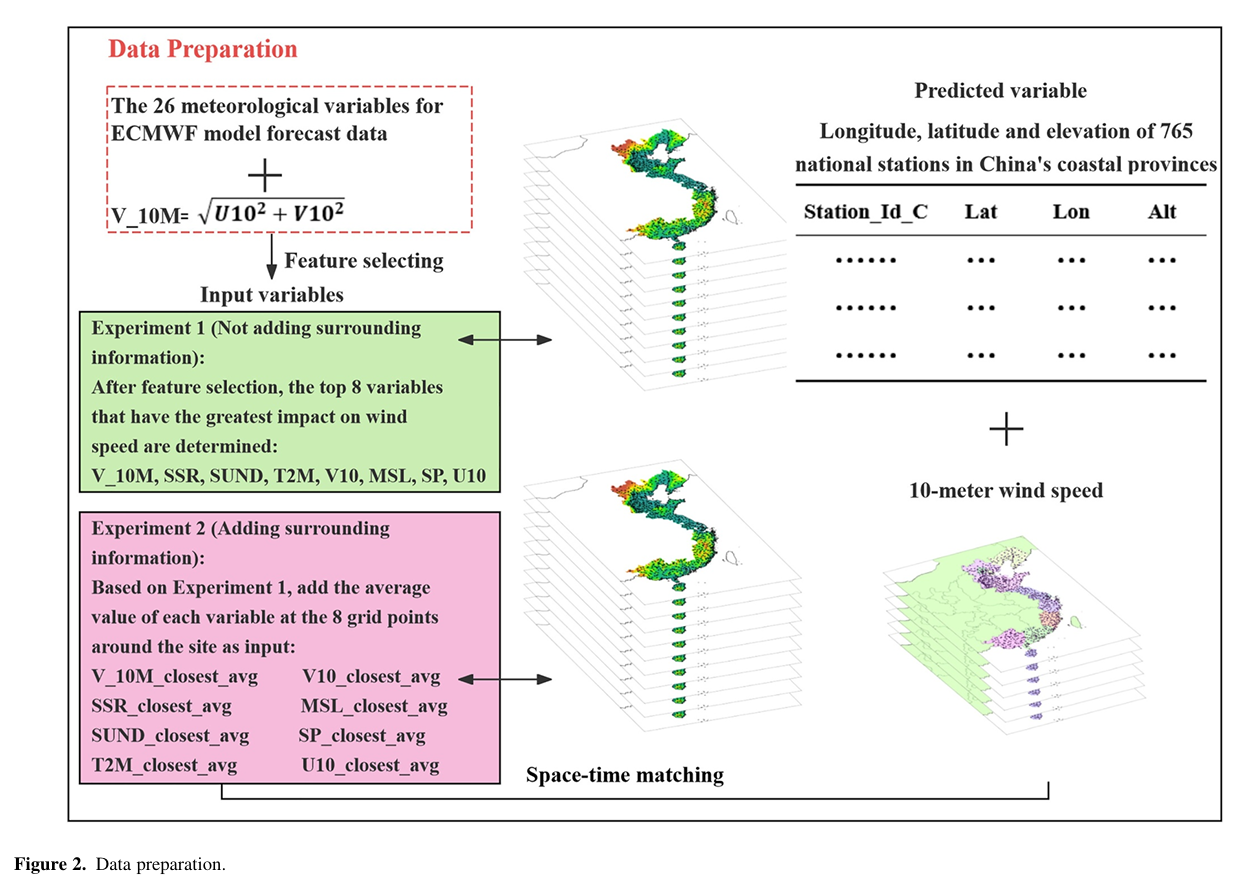 Data Preparation
The 26 meteorological variables for
ECMWF model forecast data
+
V_10M= √U10² + V10²
Feature selecting
Input variables
Experiment 1 (Not adding surrounding
information):
After feature selection, the top 8 variables
that have the greatest impact on wind
speed are determined:
V_10M, SSR, SUND, T2M, V10, MSL, SP, U10
Experiment 2 (Adding surrounding
information):
Based on Experiment 1, add the average
value of each variable at the 8 grid points
around the site as input:
V_10M_closest_avg V10_closest_avg
SSR_closest_avg MSL_closest_avg
SUND_closest_avg SP_closest_avg
T2M_closest_avg U10_closest_avg
Predicted variable
Longitude, latitude and elevation of 765
national stations in China's coastal provinces
Station_Id_C Lat Lon Alt
...... ... ... ...
...... ... ... ...
...... ... ... ...
+
10-meter wind speed
Space-time matching
Figure 2. Data preparation.